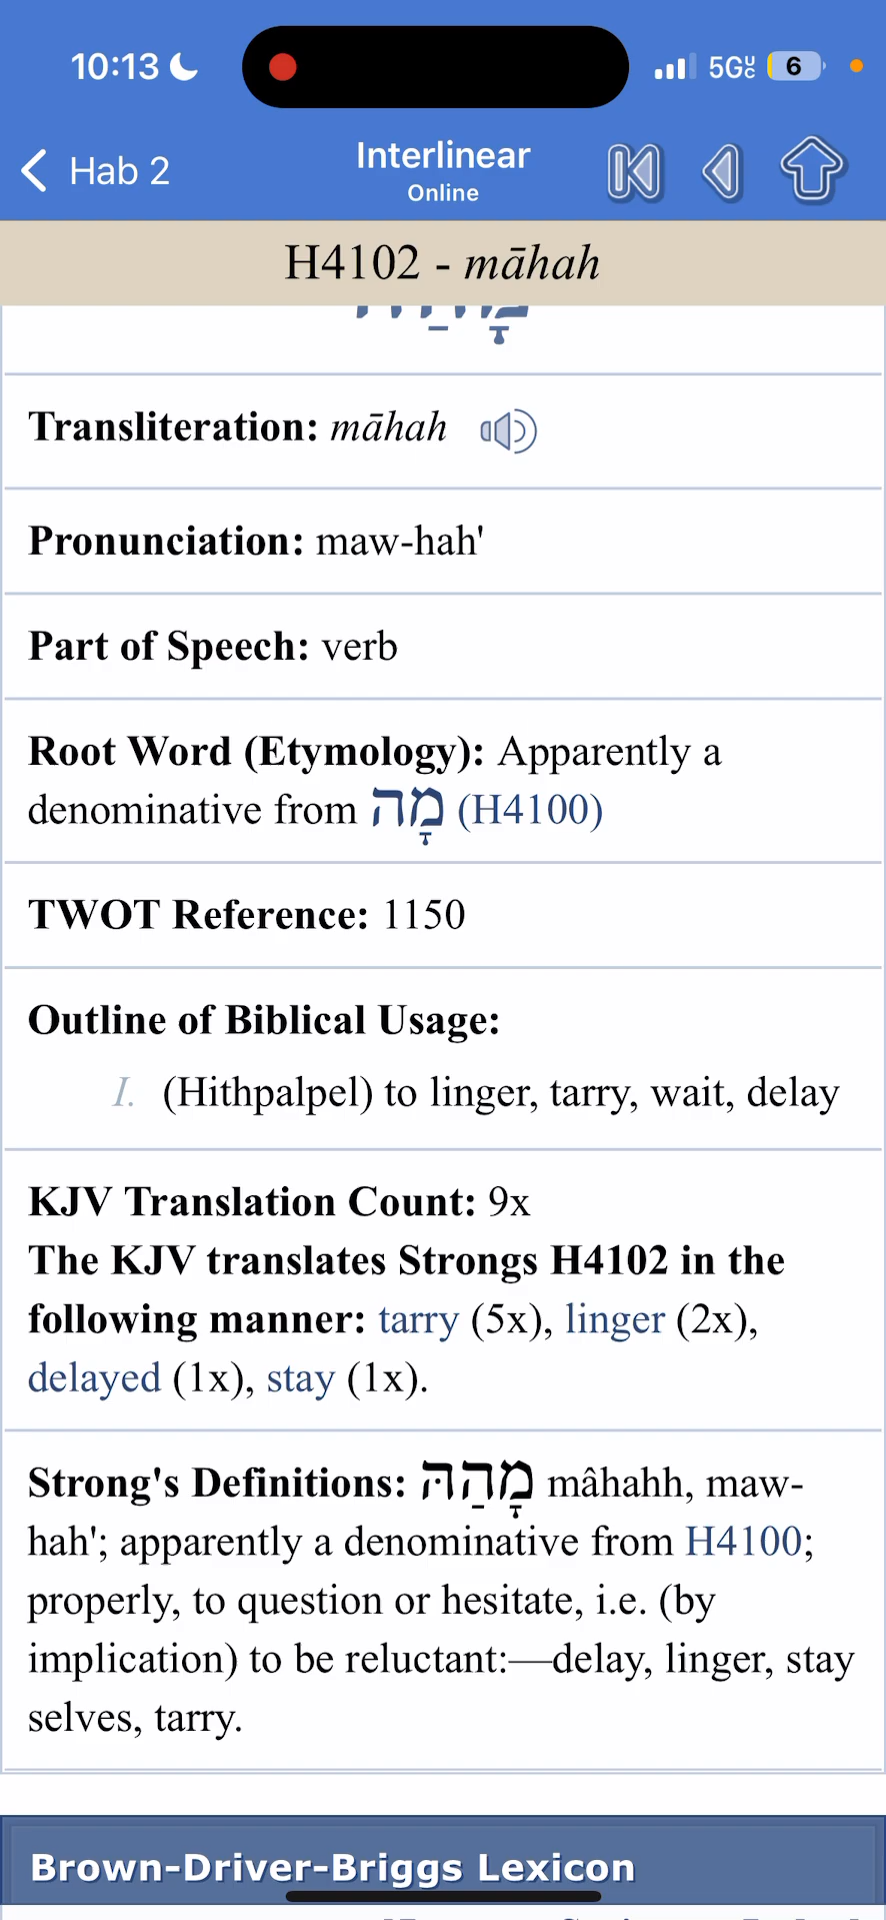 10:13
5GUC
6
Hab 2
Interlinear
Online
H4102 - māhah
Transliteration: māhah
Pronunciation: maw-hah'
Part of Speech: verb
Root Word (Etymology): Apparently a
denominative from מָה (H4100)
TWOT Reference: 1150
Outline of Biblical Usage:
I. (Hithpalpel) to linger, tarry, wait, delay
KJV Translation Count: 9x
The KJV translates Strongs H4102 in the
following manner: tarry (5x), linger (2x),
delayed (1x), stay (1x).
Strong's Definitions: מָהַהּ mâhahh, maw-
hah'; apparently a denominative from H4100;
properly, to question or hesitate, i.e. (by
implication) to be reluctant:—delay, linger, stay
selves, tarry.
Brown-Driver-Briggs Lexicon